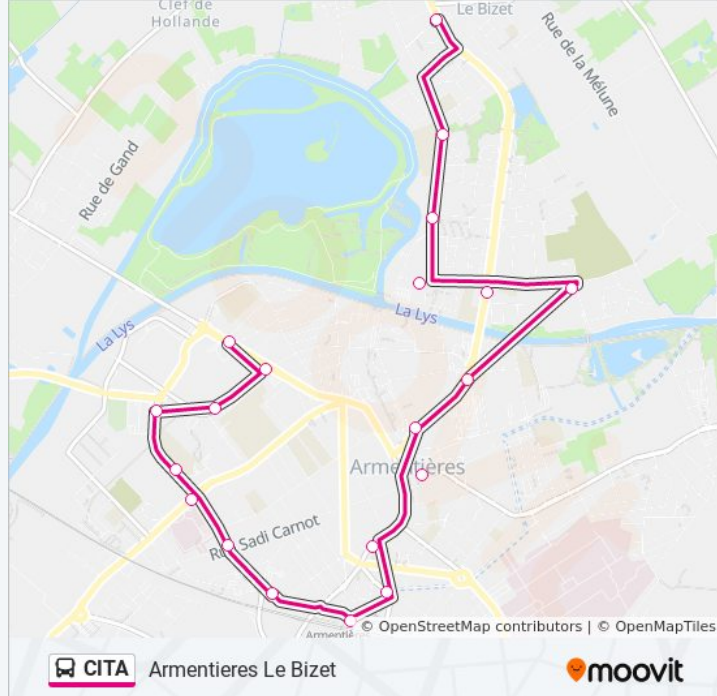 Clef de
Hollande
Le Bizet
Rue de la Mélune
Rue de Gand
La Lys
La Lys
Armentières
Rue Sadi Carnot
Armentiè
© OpenStreetMap contributors | © OpenMapTiles
CITA
Armentieres Le Bizet
moovit